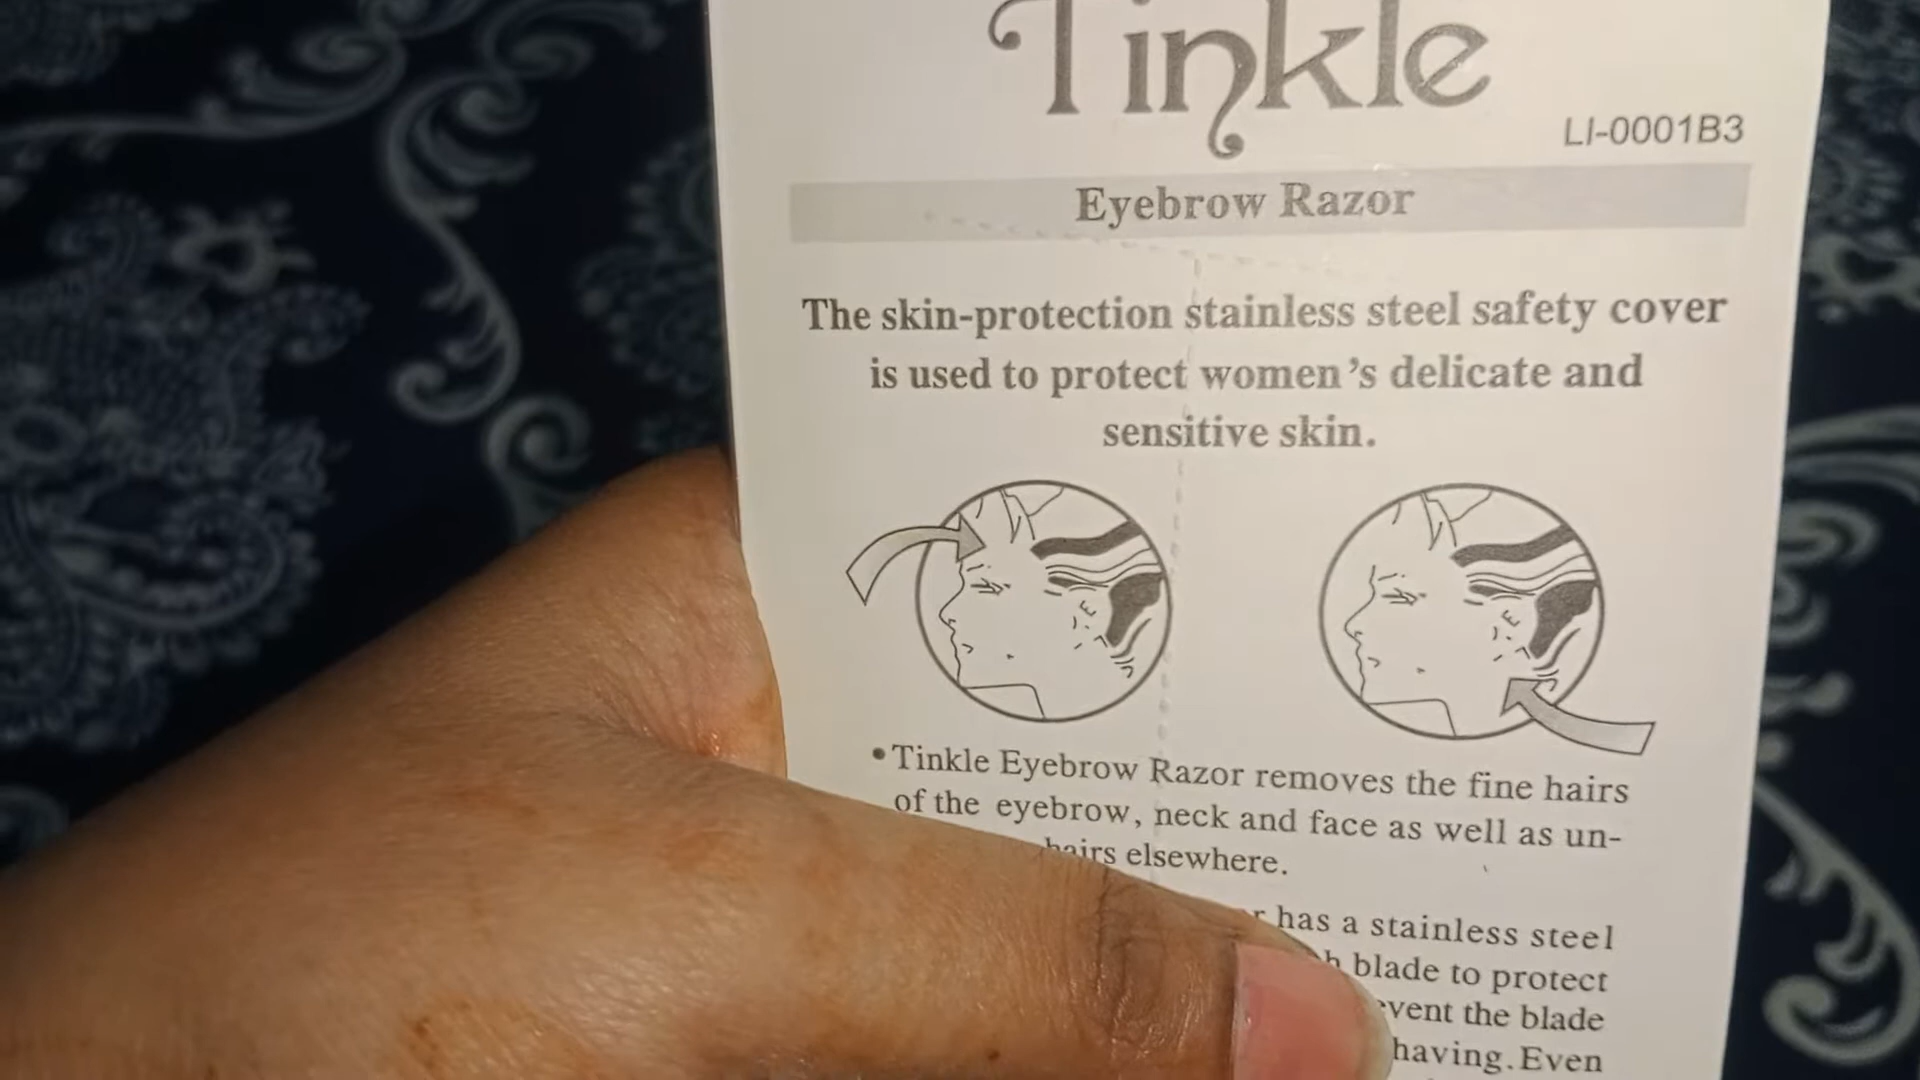 Tinkle
LI-0001B3
Eyebrow Razor
The skin-protection stainless steel safety cover
is used to protect women's delicate and
sensitive skin.
•Tinkle Eyebrow Razor removes the fine hairs
of the eyebrow, neck and face as well as un-
hairs elsewhere.
has a stainless steel
blade to protect
the blade
Even